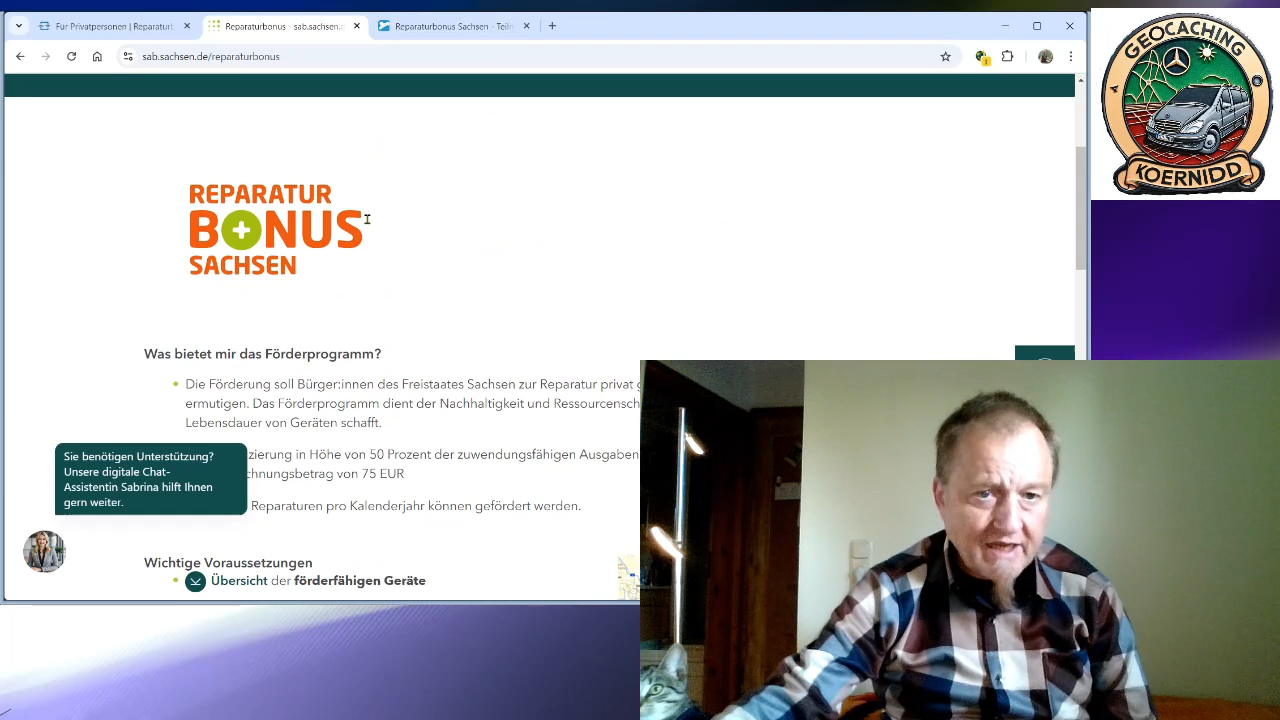 Für Privatpersonen | Reparaturb
Reparaturbonus - sab.sachsen.
Reparaturbonus Sachsen - Teiln
sab.sachsen.de/reparaturbonus
GEOCACHING
KOERNIDD
REPARATUR
BONUS
SACHSEN
Was bietet mir das Förderprogramm?
Die Förderung soll Bürger:innen des Freistaates Sachsen zur Reparatur privat
ermutigen. Das Förderprogramm dient der Nachhaltigkeit und Ressourcensch
Lebensdauer von Geräten schafft.
zierung in Höhe von 50 Prozent der zuwendungsfähigen Ausgaben
chnungsbetrag von 75 EUR
Reparaturen pro Kalenderjahr können gefördert werden.
Sie benötigen Unterstützung?
Unsere digitale Chat-
Assistentin Sabrina hilft Ihnen
gern weiter.
Wichtige Voraussetzungen
Übersicht der förderfähigen Geräte